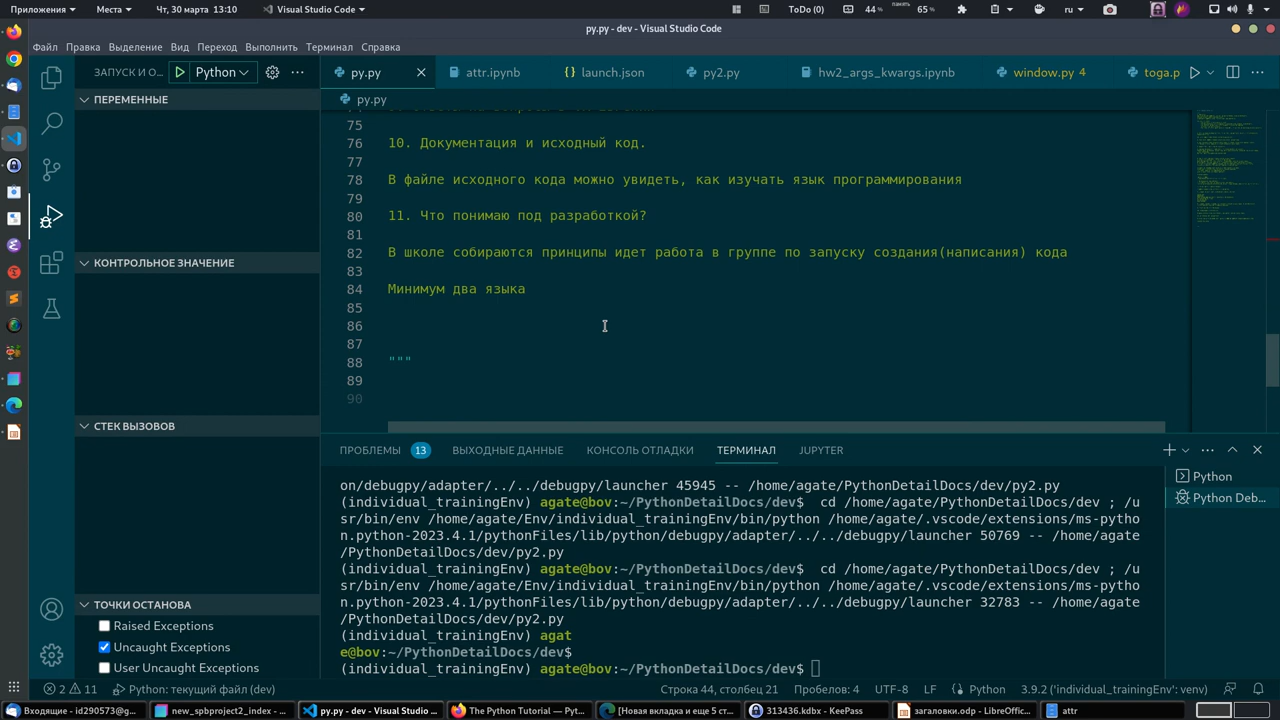 Приложения
Чт, 30 марта 13:10
Visual Studio Code
ToDo (0)
44 %
память
65 %
ru
py.py - dev - Visual Studio Code
Файл Правка Выделение Вид Переход Выполнить Терминал Справка
ЗАПУСК И О...
Python
py.py
attr.ipynb
launch.json
py2.py
hw2_args_kwargs.ipynb
window.py 4
toga.p
py.py
ПЕРЕМЕННЫЕ
КОНТРОЛЬНОЕ ЗНАЧЕНИЕ
СТЕК ВЫЗОВОВ
ТОЧКИ ОСТАНОВА
Raised Exceptions
Uncaught Exceptions
User Uncaught Exceptions
75
76 10. Документация и исходный код.
77
78 В файле исходного кода можно увидеть, как изучать язык программирования
79
80 11. Что понимаю под разработкой?
81
82 В школе собираются принципы идет работа в группе по запуску создания(написания) кода
83
84 Минимум два языка
85
86
87
88 """
89
90
ПРОБЛЕМЫ 13 ВЫХОДНЫЕ ДАННЫЕ КОНСОЛЬ ОТЛАДКИ ТЕРМИНАЛ JUPYTER
on/debugpy/adapter/../../debugpy/launcher 45945 -- /home/agate/PythonDetailDocs/dev/py2.py
(individual_trainingEnv) agate@bov:~/PythonDetailDocs/dev$  cd /home/agate/PythonDetailDocs/dev ; /u
sr/bin/env /home/agate/Env/individual_trainingEnv/bin/python /home/agate/.vscode/extensions/ms-pytho
n.python-2023.4.1/pythonFiles/lib/python/debugpy/adapter/../../debugpy/launcher 50769 -- /home/agate
/PythonDetailDocs/dev/py2.py
(individual_trainingEnv) agate@bov:~/PythonDetailDocs/dev$  cd /home/agate/PythonDetailDocs/dev ; /u
sr/bin/env /home/agate/Env/individual_trainingEnv/bin/python /home/agate/.vscode/extensions/ms-pytho
n.python-2023.4.1/pythonFiles/lib/python/debugpy/adapter/../../debugpy/launcher 32783 -- /home/agate
/PythonDetailDocs/dev/py2.py
(individual_trainingEnv) agat
e@bov:~/PythonDetailDocs/dev$
(individual_trainingEnv) agate@bov:~/PythonDetailDocs/dev$
Python
Python Deb...
2 11
Python: текущий файл (dev)
Строка 44, столбец 21
Пробелов: 4
UTF-8
LF
Python
3.9.2 ('individual_trainingEnv': venv)
Входящие - id290573@g...
new_spbproject2_index - ...
py.py - dev - Visual Studio ...
The Python Tutorial — Pyt...
[Новая вкладка и еще 5 ст...
313436.kdbx - KeePass
загаловки.odp - LibreOffic...
attr